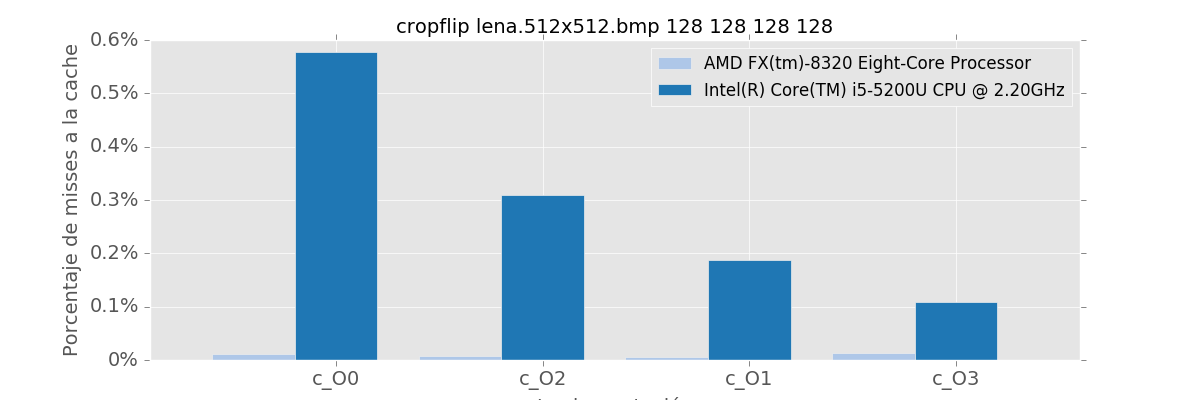 cropflip lena.512x512.bmp 128 128 128 128
AMD FX(tm)-8320 Eight-Core Processor
Intel(R) Core(TM) i5-5200U CPU @ 2.20GHz
Porcentaje de misses a la cache
0.6%
0.5%
0.4%
0.3%
0.2%
0.1%
0%
c_O0
c_O2
c_O1
c_O3